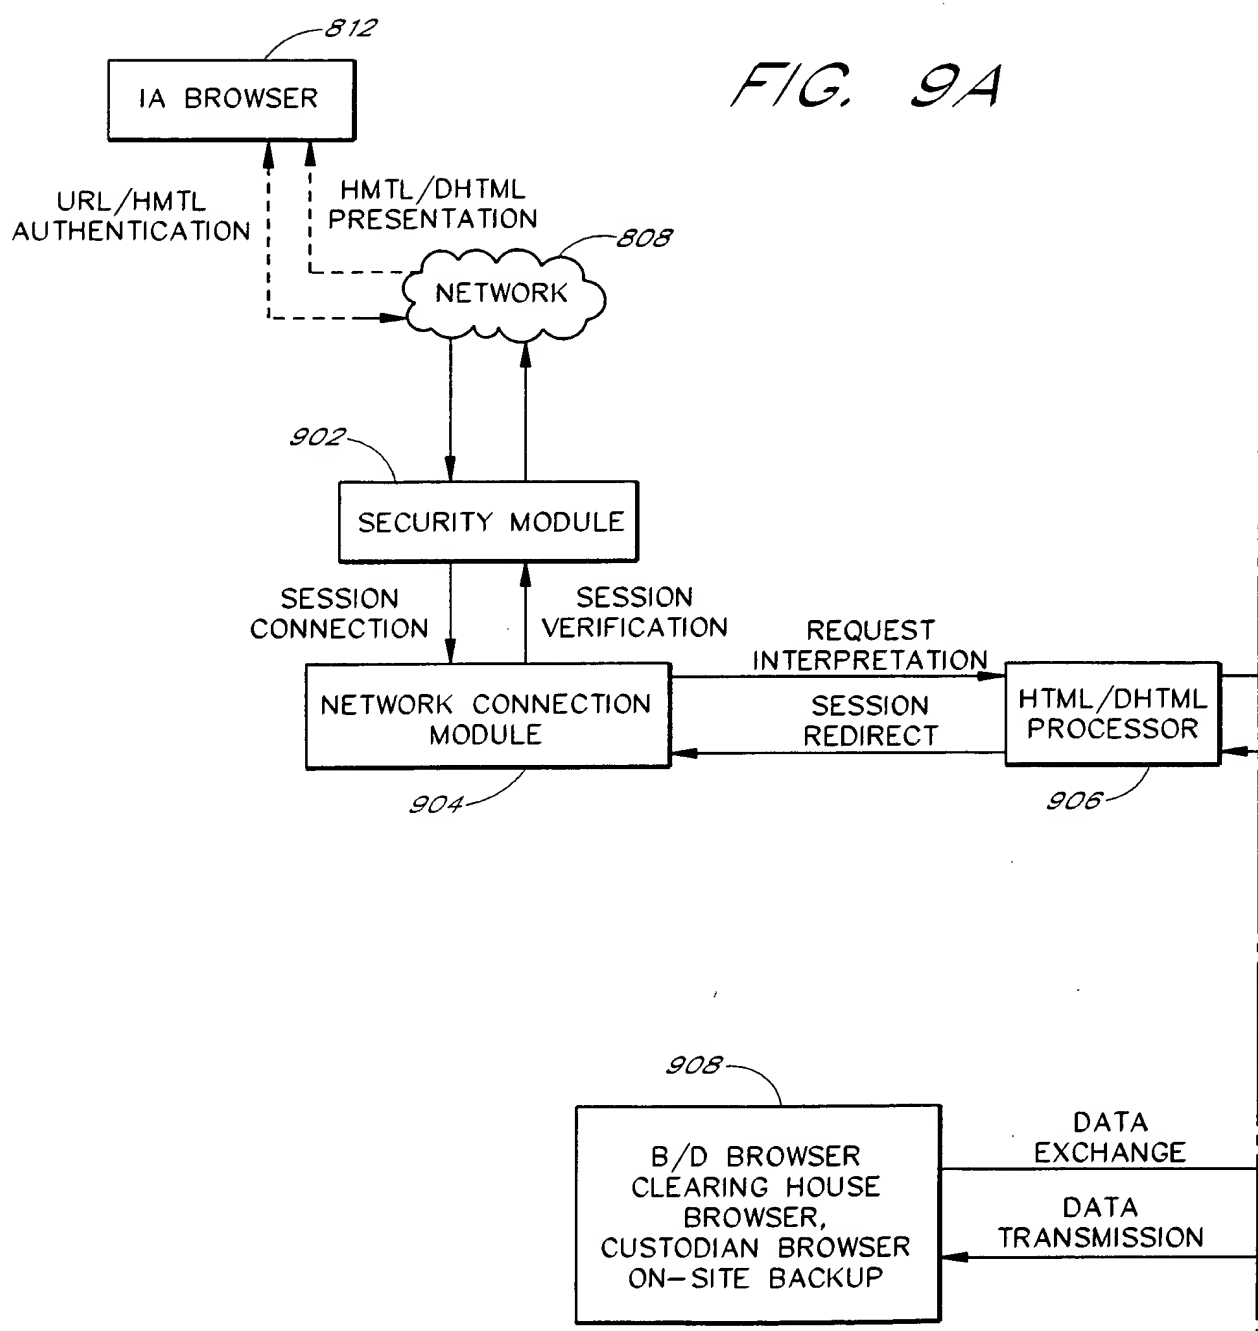 812
FIG. 9A
IA BROWSER
URL/HMTL
AUTHENTICATION
HMTL/DHTML
PRESENTATION
808
NETWORK
902
SECURITY MODULE
SESSION
CONNECTION
SESSION
VERIFICATION
REQUEST
INTERPRETATION
NETWORK CONNECTION
MODULE
SESSION
REDIRECT
HTML/DHTML
PROCESSOR
904
906
908
B/D BROWSER
CLEARING HOUSE
BROWSER,
CUSTODIAN BROWSER
ON-SITE BACKUP
DATA
EXCHANGE
DATA
TRANSMISSION